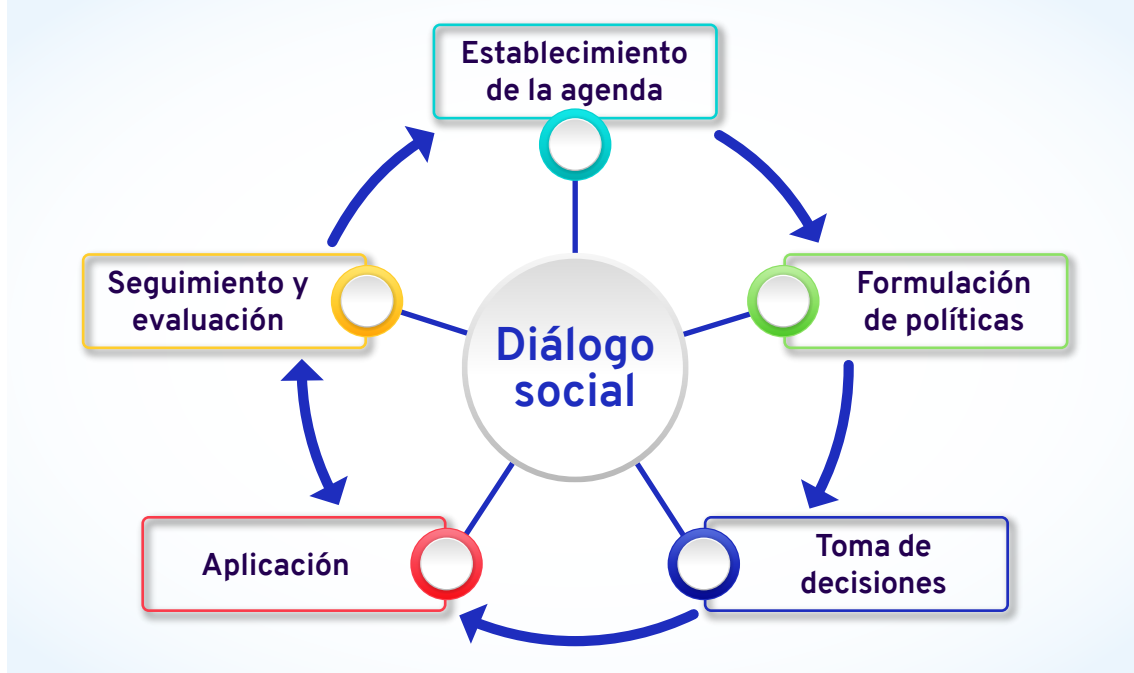 Establecimiento
de la agenda
Seguimiento y
evaluación
Formulación
de políticas
Diálogo
social
Aplicación
Toma de
decisiones